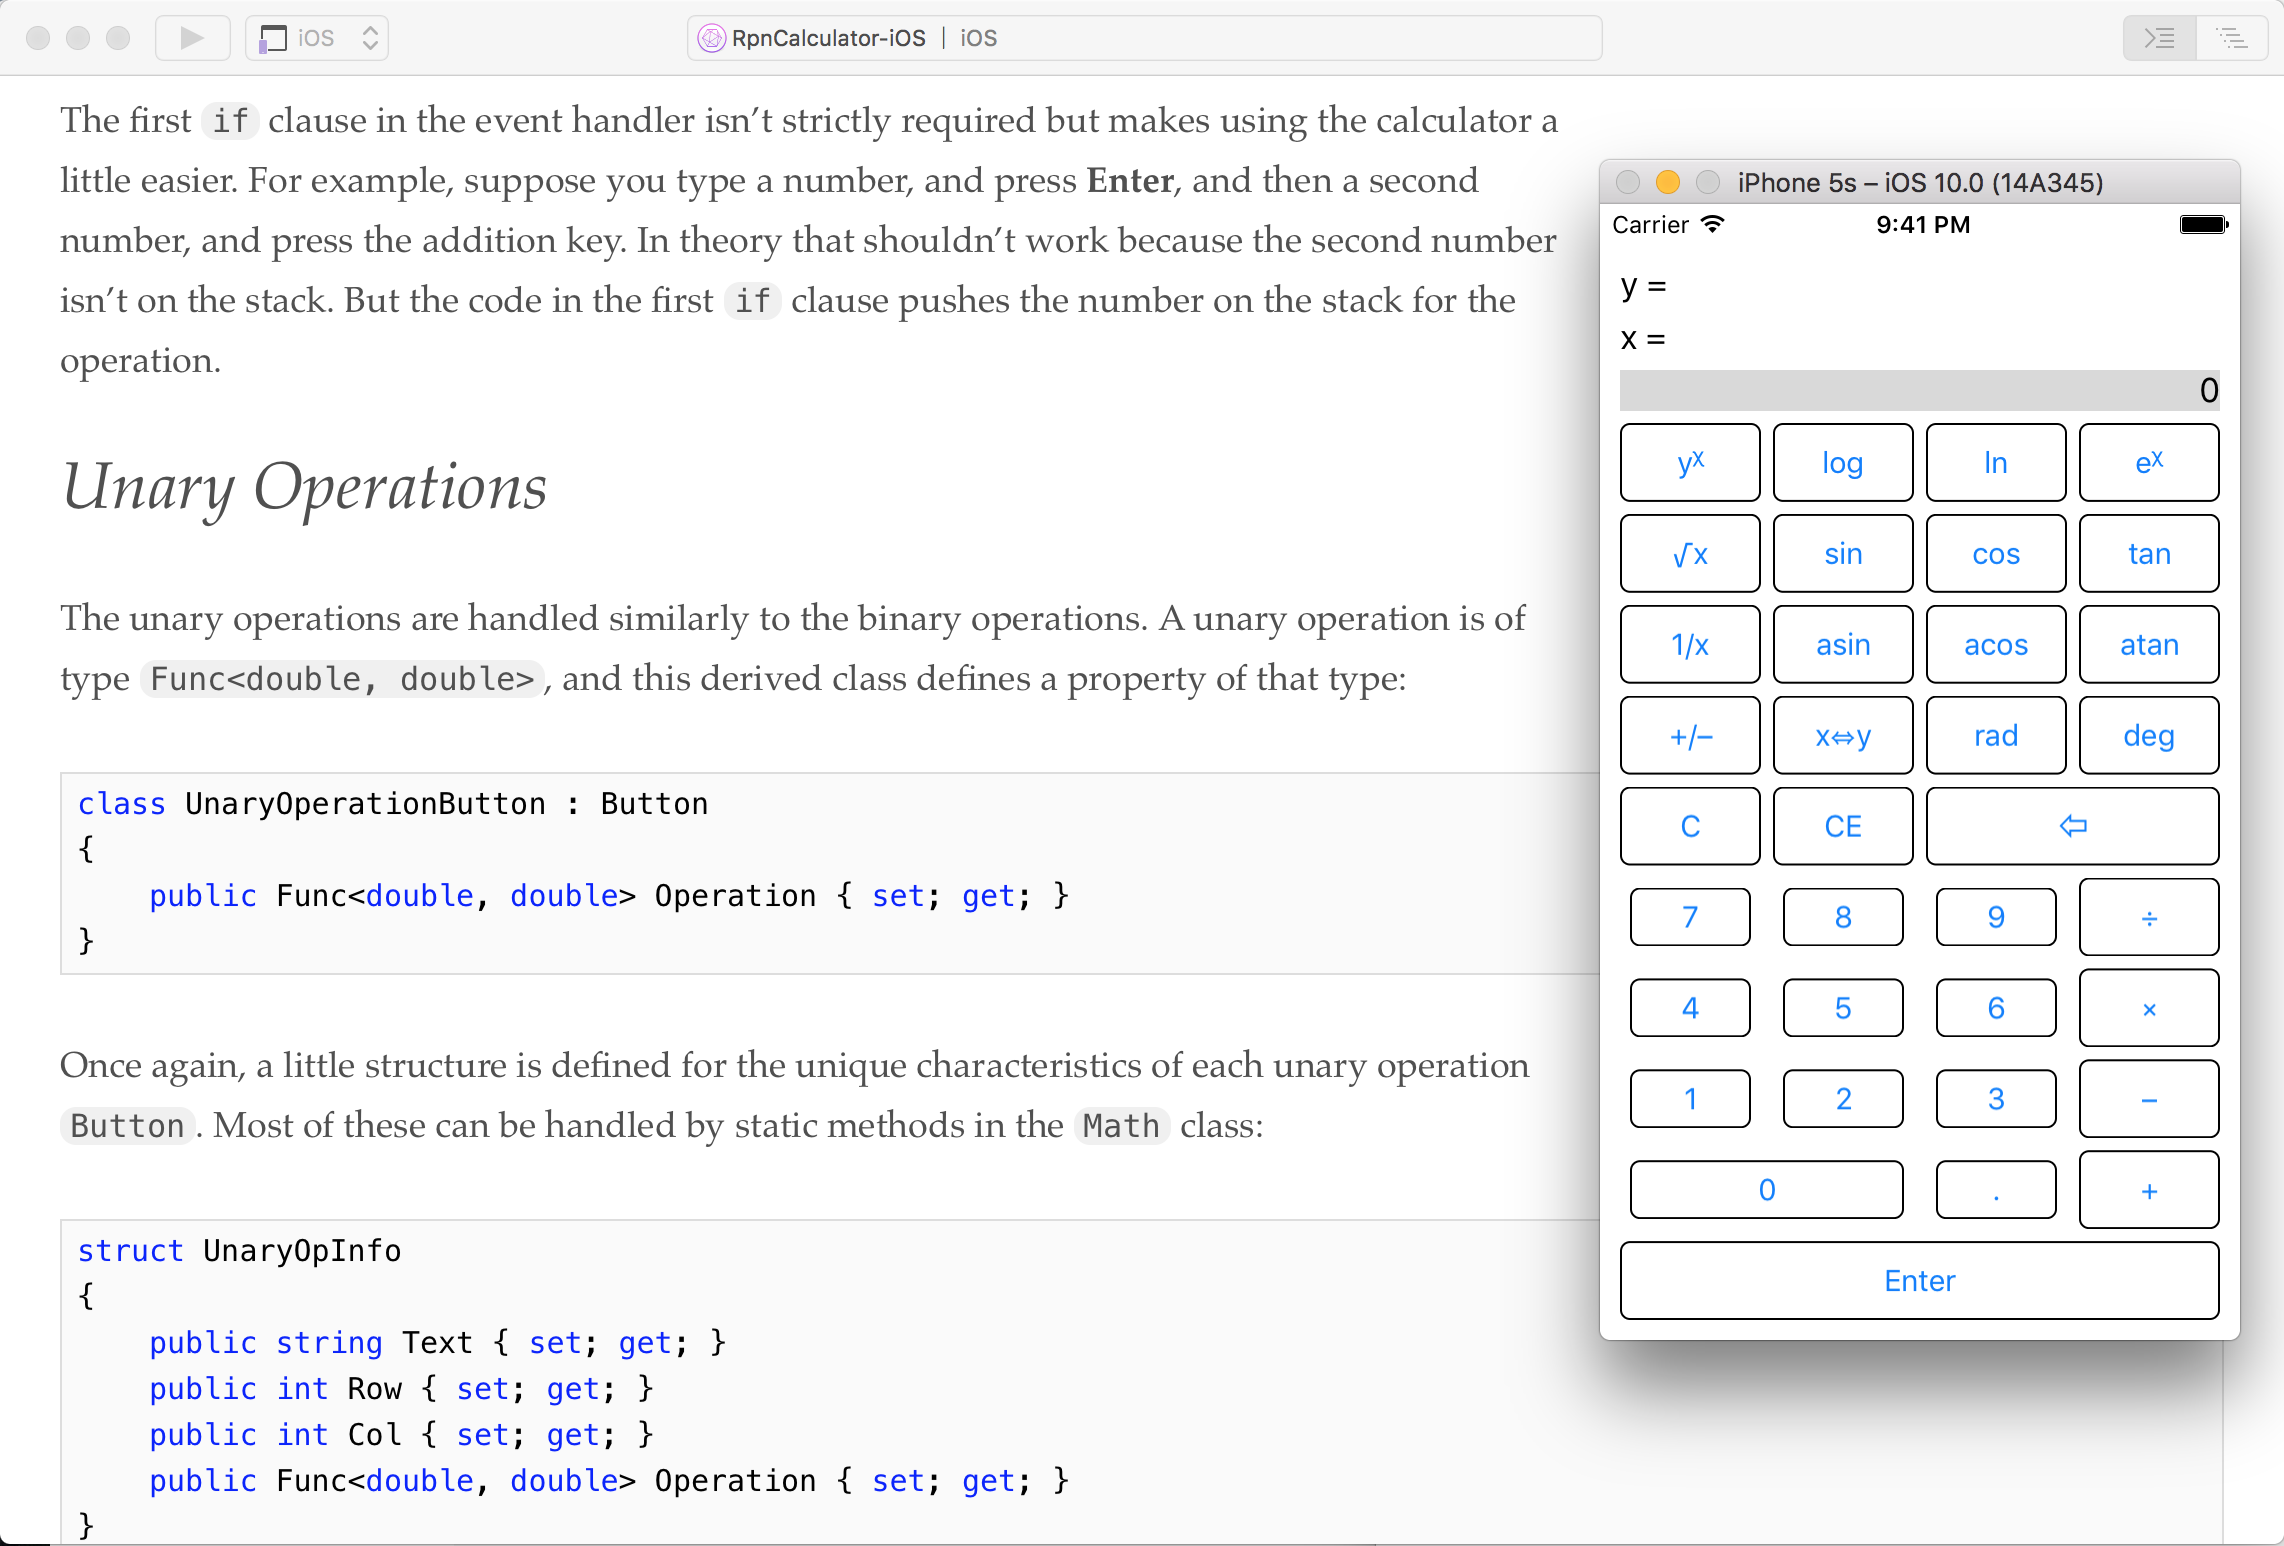 iOS
RpnCalculator-iOS | iOS
The first if clause in the event handler isn’t strictly required but makes using the calculator a
little easier. For example, suppose you type a number, and press Enter, and then a second
number, and press the addition key. In theory that shouldn’t work because the second number
isn’t on the stack. But the code in the first if clause pushes the number on the stack for the
operation.
Unary Operations
The unary operations are handled similarly to the binary operations. A unary operation is of
type Func<double, double>, and this derived class defines a property of that type:
class UnaryOperationButton : Button
{
    public Func<double, double> Operation { set; get; }
}
Once again, a little structure is defined for the unique characteristics of each unary operation
Button. Most of these can be handled by static methods in the Math class:
struct UnaryOpInfo
{
    public string Text { set; get; }
    public int Row { set; get; }
    public int Col { set; get; }
    public Func<double, double> Operation { set; get; }
}
iPhone 5s – iOS 10.0 (14A345)
Carrier 9:41 PM
y =
x =
0
yˣ log ln eˣ
√x sin cos tan
1/x asin acos atan
+/– x⇔y rad deg
C CE ⇦
7 8 9 ÷
4 5 6 ×
1 2 3 –
0 . +
Enter